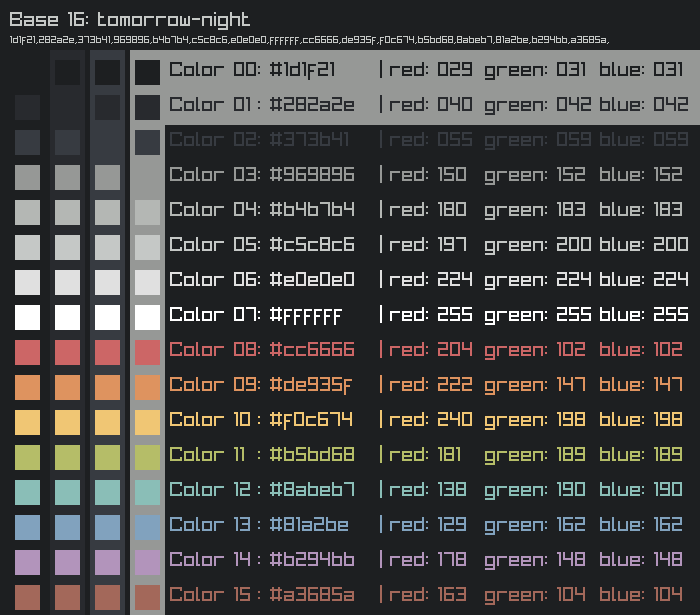 Base 16: tomorrow-night
1d1f21,282a2e,373b41,969896,b4b7b4,c5c8c6,e0e0e0,ffffff,cc6666,de935f,f0c674,b5bd68,8abeb7,81a2be,b294bb,a3685a,
Color 00: #1d1f21 | red: 029 green: 031 blue: 031
Color 01: #282a2e | red: 040 green: 042 blue: 042
Color 02: #373b41 | red: 055 green: 059 blue: 059
Color 03: #969896 | red: 150 green: 152 blue: 152
Color 04: #b4b7b4 | red: 180 green: 183 blue: 183
Color 05: #c5c8c6 | red: 197 green: 200 blue: 200
Color 06: #e0e0e0 | red: 224 green: 224 blue: 224
Color 07: #ffffff | red: 255 green: 255 blue: 255
Color 08: #cc6666 | red: 204 green: 102 blue: 102
Color 09: #de935f | red: 222 green: 147 blue: 147
Color 10 : #f0c674 | red: 240 green: 198 blue: 198
Color 11 : #b5bd68 | red: 181 green: 189 blue: 189
Color 12 : #8abeb7 | red: 138 green: 190 blue: 190
Color 13 : #81a2be | red: 129 green: 162 blue: 162
Color 14 : #b294bb | red: 178 green: 148 blue: 148
Color 15 : #a3685a | red: 163 green: 104 blue: 104